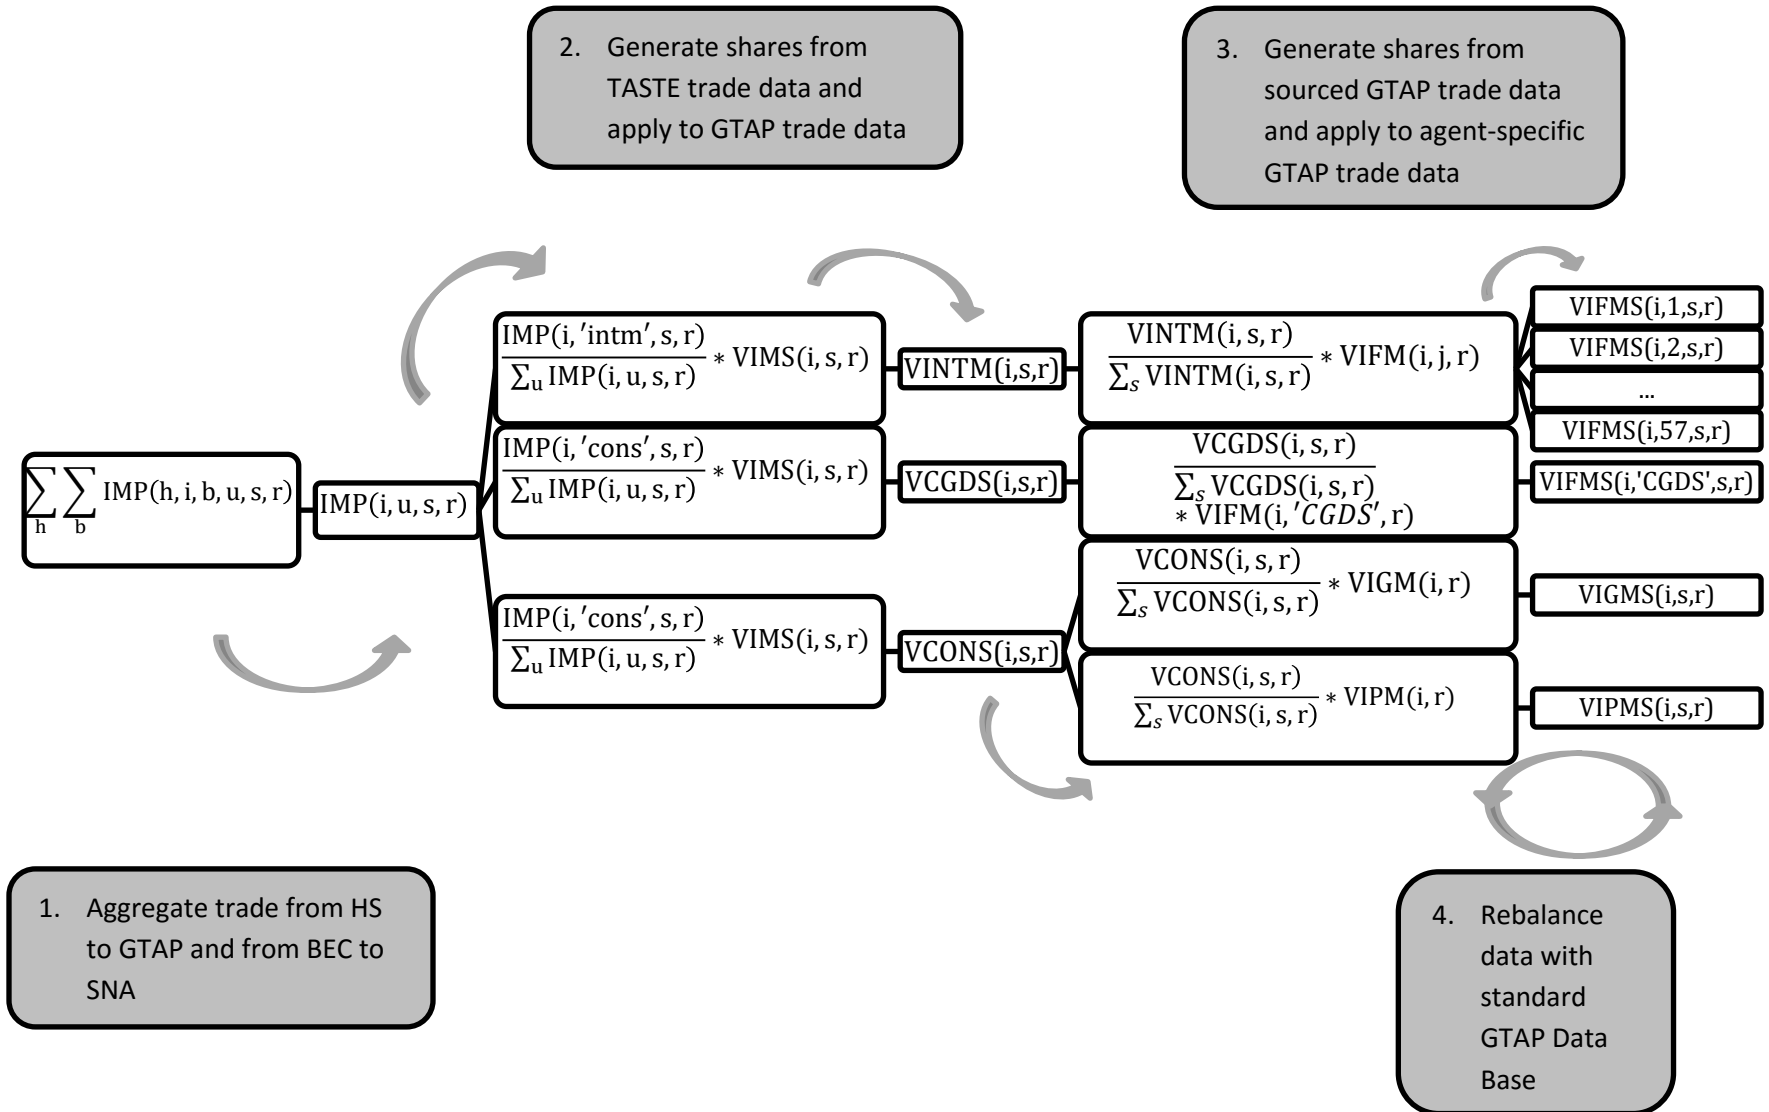 2. Generate shares from
TASTE trade data and
apply to GTAP trade data
3. Generate shares from
sourced GTAP trade data
and apply to agent-specific
GTAP trade data
∑h ∑b IMP(h, i, b, u, s, r)
IMP(i, u, s, r)
IMP(i, 'intm', s, r)
∑u IMP(i, u, s, r) * VIMS(i, s, r)
IMP(i, 'cons', s, r)
∑u IMP(i, u, s, r) * VIMS(i, s, r)
IMP(i, 'cons', s, r)
∑u IMP(i, u, s, r) * VIMS(i, s, r)
VINTM(i,s,r)
VCGDS(i,s,r)
VCONS(i,s,r)
VINTM(i, s, r)
∑s VINTM(i, s, r) * VIFM(i, j, r)
VCGDS(i, s, r)
∑s VCGDS(i, s, r)
* VIFM(i, 'CGDS', r)
VCONS(i, s, r)
∑s VCONS(i, s, r) * VIGM(i, r)
VCONS(i, s, r)
∑s VCONS(i, s, r) * VIPM(i, r)
VIFMS(i,1,s,r)
VIFMS(i,2,s,r)
...
VIFMS(i,57,s,r)
VIFMS(i,'CGDS',s,r)
VIGMS(i,s,r)
VIPMS(i,s,r)
1. Aggregate trade from HS
to GTAP and from BEC to
SNA
4. Rebalance
data with
standard
GTAP Data
Base